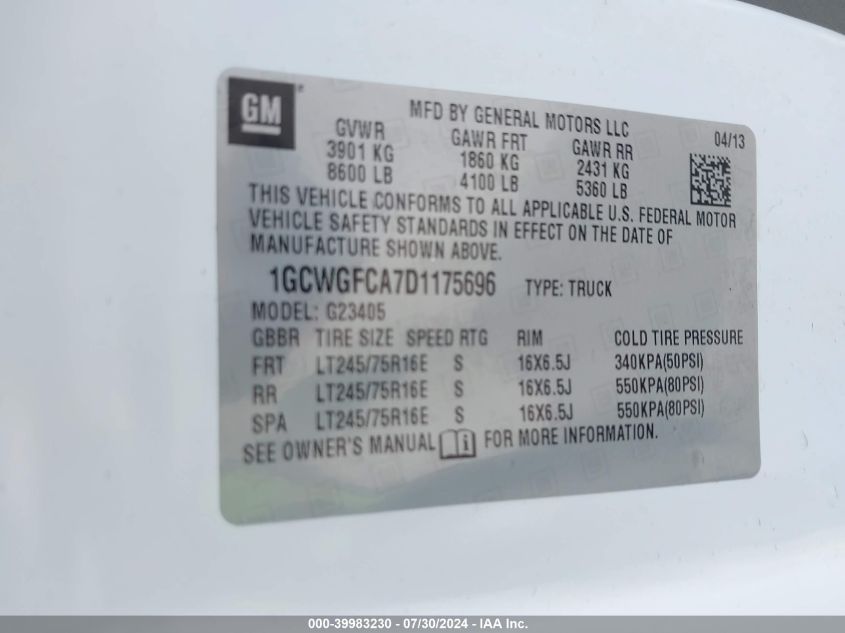 GM
MFD BY GENERAL MOTORS LLC
04/13
GVWR GAWR FRT GAWR RR
3901 KG 1860 KG 2431 KG
8600 LB 4100 LB 5360 LB
THIS VEHICLE CONFORMS TO ALL APPLICABLE U.S. FEDERAL MOTOR
VEHICLE SAFETY STANDARDS IN EFFECT ON THE DATE OF
MANUFACTURE SHOWN ABOVE.
1GCWGFCA7D1175696 TYPE: TRUCK
MODEL: G23405
GBBR TIRE SIZE SPEED RTG RIM COLD TIRE PRESSURE
FRT LT245/75R16E S 16X6.5J 340KPA(50PSI)
RR LT245/75R16E S 16X6.5J 550KPA(80PSI)
SPA LT245/75R16E S 16X6.5J 550KPA(80PSI)
SEE OWNER'S MANUAL i FOR MORE INFORMATION.
000-39983230 - 07/30/2024 - IAA Inc.